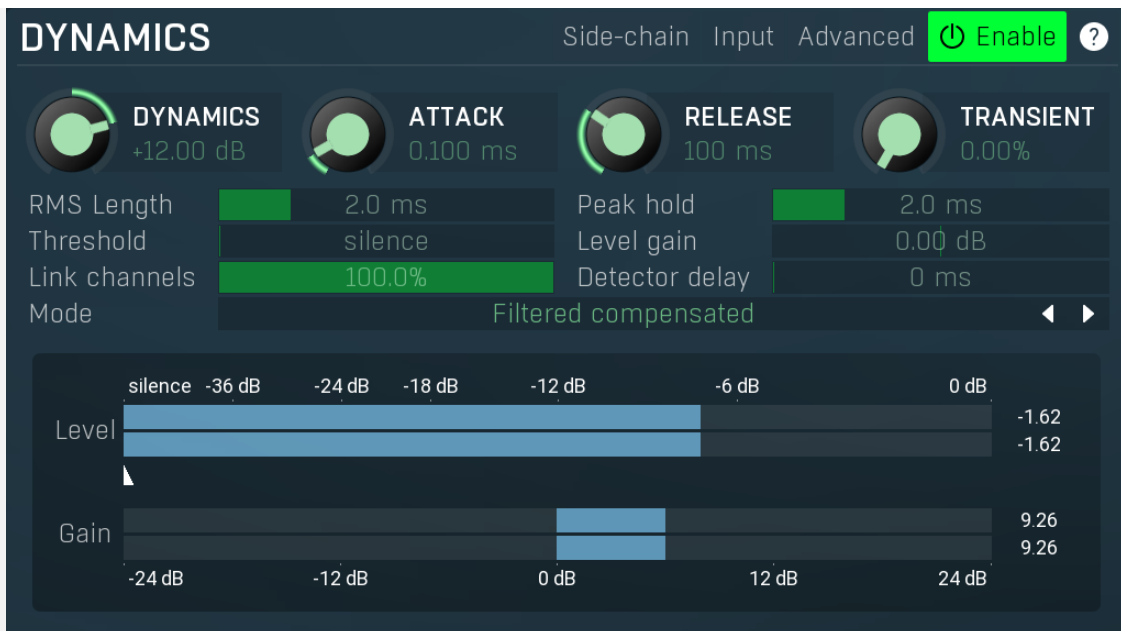 DYNAMICS Side-chain Input Advanced Enable ?
DYNAMICS ATTACK RELEASE TRANSIENT
+12.00 dB 0.100 ms 100 ms 0.00%
RMS Length 2.0 ms Peak hold 2.0 ms
Threshold silence Level gain 0.00 dB
Link channels 100.0% Detector delay 0 ms
Mode Filtered compensated
silence -36 dB -24 dB -18 dB -12 dB -6 dB 0 dB
Level -1.62
-1.62
Gain 9.26
9.26
-24 dB -12 dB 0 dB 12 dB 24 dB